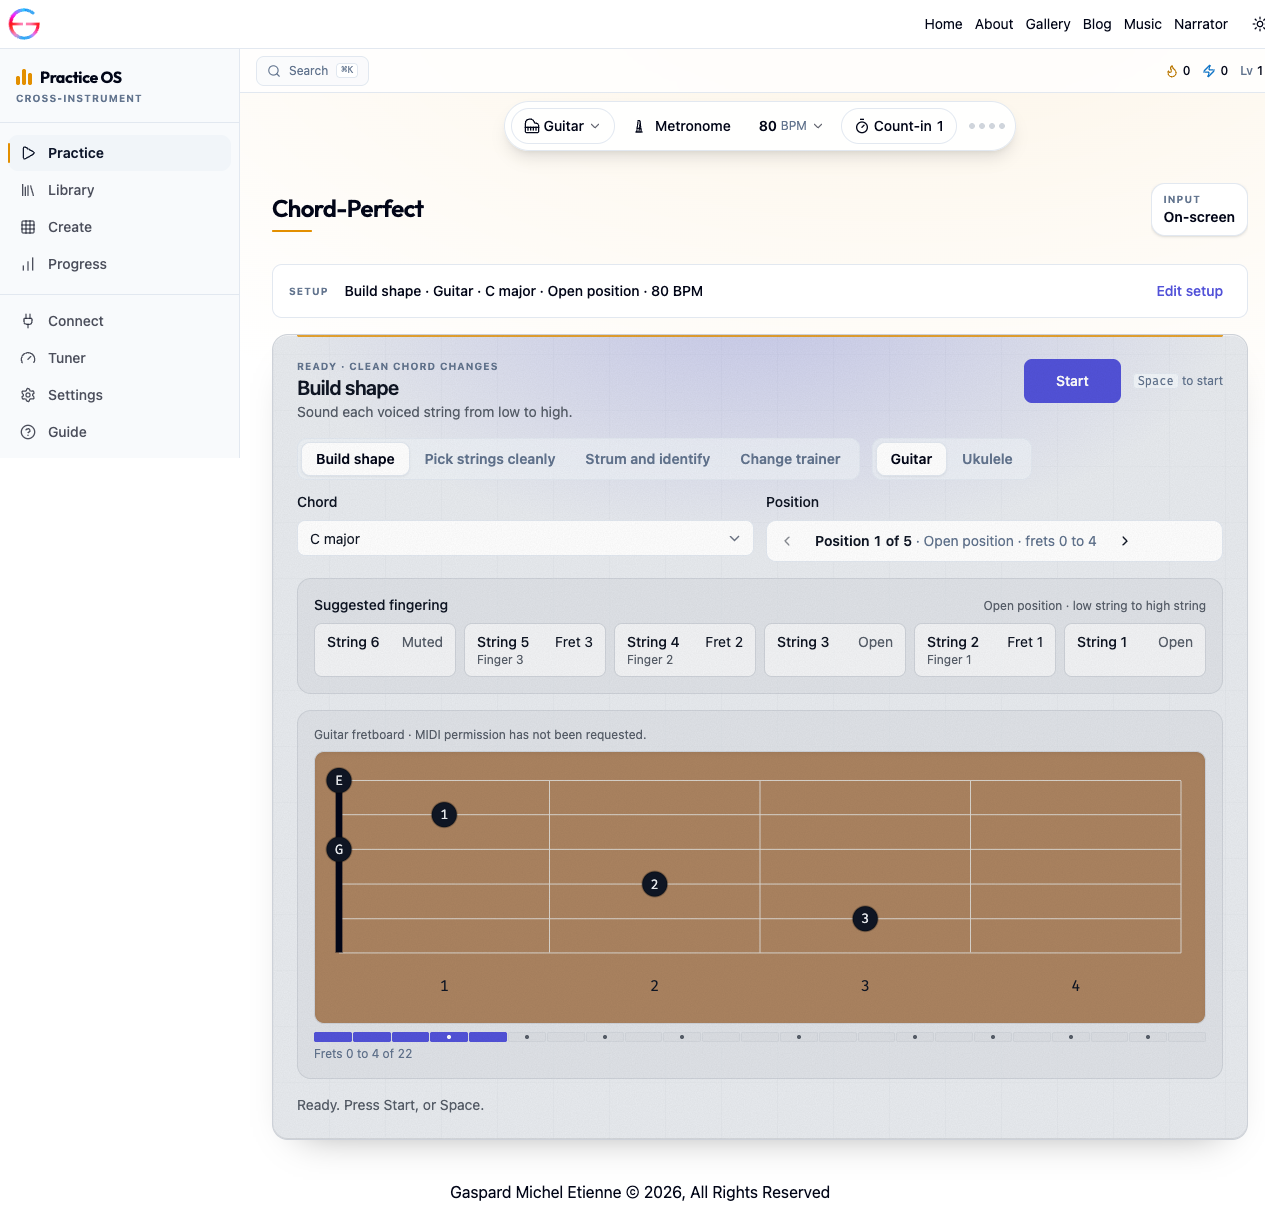 Home About Gallery Blog Music Narrator
Practice OS
CROSS-INSTRUMENT
Search ⌘K
0 0 Lv 1
Guitar Metronome 80 BPM Count-in 1
Practice
Library
Create
Progress
Connect
Tuner
Settings
Guide
Chord-Perfect
INPUT
On-screen
SETUP Build shape · Guitar · C major · Open position · 80 BPM Edit setup
READY · CLEAN CHORD CHANGES
Build shape
Sound each voiced string from low to high.
Start Space to start
Build shape Pick strings cleanly Strum and identify Change trainer Guitar Ukulele
Chord Position
C major Position 1 of 5 · Open position · frets 0 to 4
Suggested fingering Open position · low string to high string
String 6 Muted String 5 Fret 3 String 4 Fret 2 String 3 Open String 2 Fret 1 String 1 Open
Finger 3 Finger 2 Finger 1
Guitar fretboard · MIDI permission has not been requested.
E
1
G
2
3
1 2 3 4
Frets 0 to 4 of 22
Ready. Press Start, or Space.
Gaspard Michel Etienne © 2026, All Rights Reserved